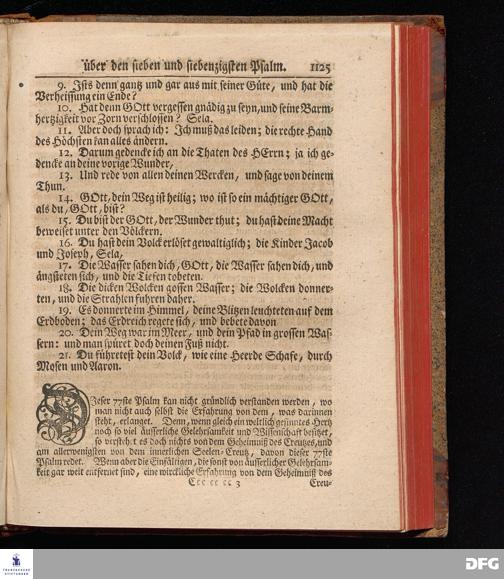 über den sieben und siebenzigsten Psalm. 1125
9. Ists denn gantz und gar aus mit seiner Güte, und hat die
Verheissung ein Ende?
10. Hat denn GOtt vergessen gnädig zu seyn, und seine Barm-
hertzigkeit vor Zorn verschlossen? Sela.
11. Aber doch sprach ich: Ich muß das leiden; die rechte Hand
des Höchsten kan alles ändern.
12. Darum gedencke ich an die Thaten des HErrn; ja ich ge-
dencke an deine vorige Wunder,
13. Und rede von allen deinen Wercken, und sage von deinem
Thun.
14. GOtt, dein Weg ist heilig; wo ist so ein mächtiger GOtt,
als du, GOtt, bist?
15. Du bist der GOtt, der Wunder thut; du hast deine Macht
beweiset unter den Völckern.
16. Du hast dein Volck erlöset gewaltiglich; die Kinder Jacob
und Joseph, Sela,
17. Die Wasser sahen dich, GOtt, die Wasser sahen dich, und
ängsteten sich, und die Tiefen tobeten.
18. Die dicken Wolcken gossen Wasser; die Wolcken donner-
ten, und die Strahlen fuhren daher.
19. Es donnerte im Himmel, deine Blitzen leuchteten auf dem
Erdboden; das Erdreich regete sich, und bebete davon
20. Dein Weg war im Meer, und dein Pfad in grossen Was-
sern: und man spüret doch deinen Fuß nicht.
21. Du führetest dein Volck, wie eine Heerde Schafe, durch
Mosen und Aaron.
Dieser 77ste Psalm kan nicht gründlich verstanden werden, wo
man nicht auch selbst die Erfahrung von dem, was darinnen
steht, erlanget. Denn, wenn gleich ein weltlich gesinntes Hertz
noch so viel äusserliche Gelehrsamkeit und Wissenschaft besitzet,
so versteht es doch nichts von dem Geheimniß des Creutzes, und
am allerwenigsten von dem innerlichen Seelen-Creutz, davon dieser 77ste
Psalm redet. Wenn aber die Einfältigen, die sonst von äusserlicher Gelehrsam-
keit gar weit entfernet sind, eine wirckliche Erfahrung von dem Geheimniß des
Ccc cc cc 3 Creu-
FRANCKESCHE
STIFTUNGEN
DFG